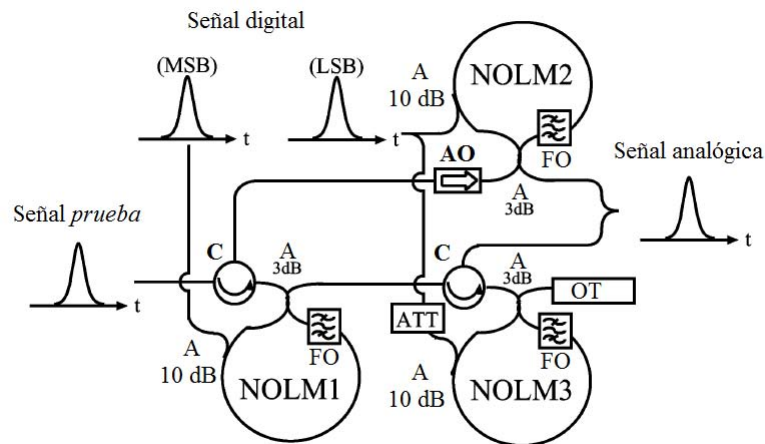 Señal digital
(MSB)
(LSB)
t
t
A
10 dB
NOLM2
FO
AO
A
3dB
Señal analógica
t
Señal prueba
t
C
A
3dB
C
A
3dB
OT
ATT
FO
A
10 dB
NOLM1
A
10 dB
FO
NOLM3